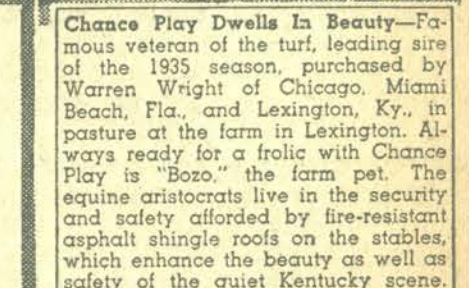 Chance Play Dwells In Beauty—Fa-
mous veteran of the turf, leading sire
of the 1935 season, purchased by
Warren Wright of Chicago, Miami
Beach, Fla., and Lexington, Ky., in
pasture at the farm in Lexington. Al-
ways ready for a frolic with Chance
Play is "Bozo," the farm pet. The
equine aristocrats live in the security
and safety afforded by fire-resistant
asphalt shingle roofs on the stables,
which enhance the beauty as well as
safety of the quiet Kentucky scene.